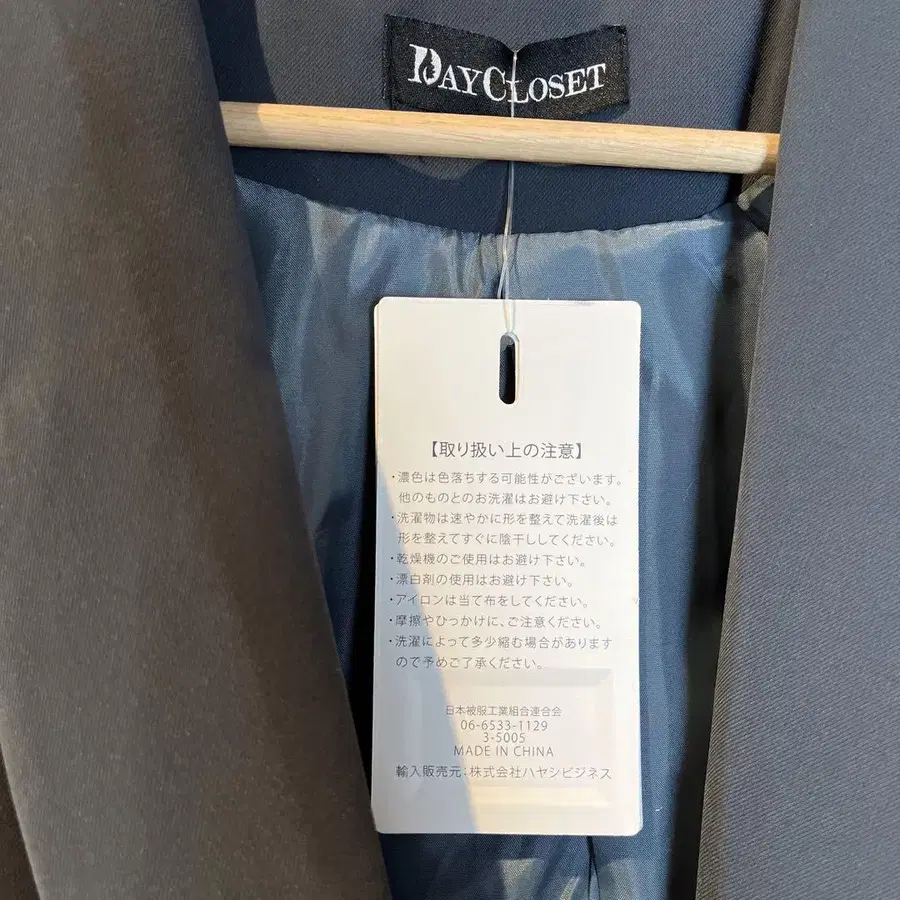 DAYCLOSET
【取り扱い上の注意】
・濃色は色落ちする可能性がございます。
他のものとのお洗濯はお避け下さい。
・洗濯物は速やかに形を整えて洗濯後は
形を整えてすぐに陰干ししてください。
・乾燥機のご使用はお避け下さい。
・漂白剤の使用はお避け下さい。
・アイロンは当て布をしてください。
・摩擦やひっかけに、ご注意ください。
・洗濯によって多少縮む場合があります
ので予めご了承ください。
日本被服工業組合連合会
06-6533-1129
3-5005
MADE IN CHINA
輸入販売元：株式会社ハヤシビジネス